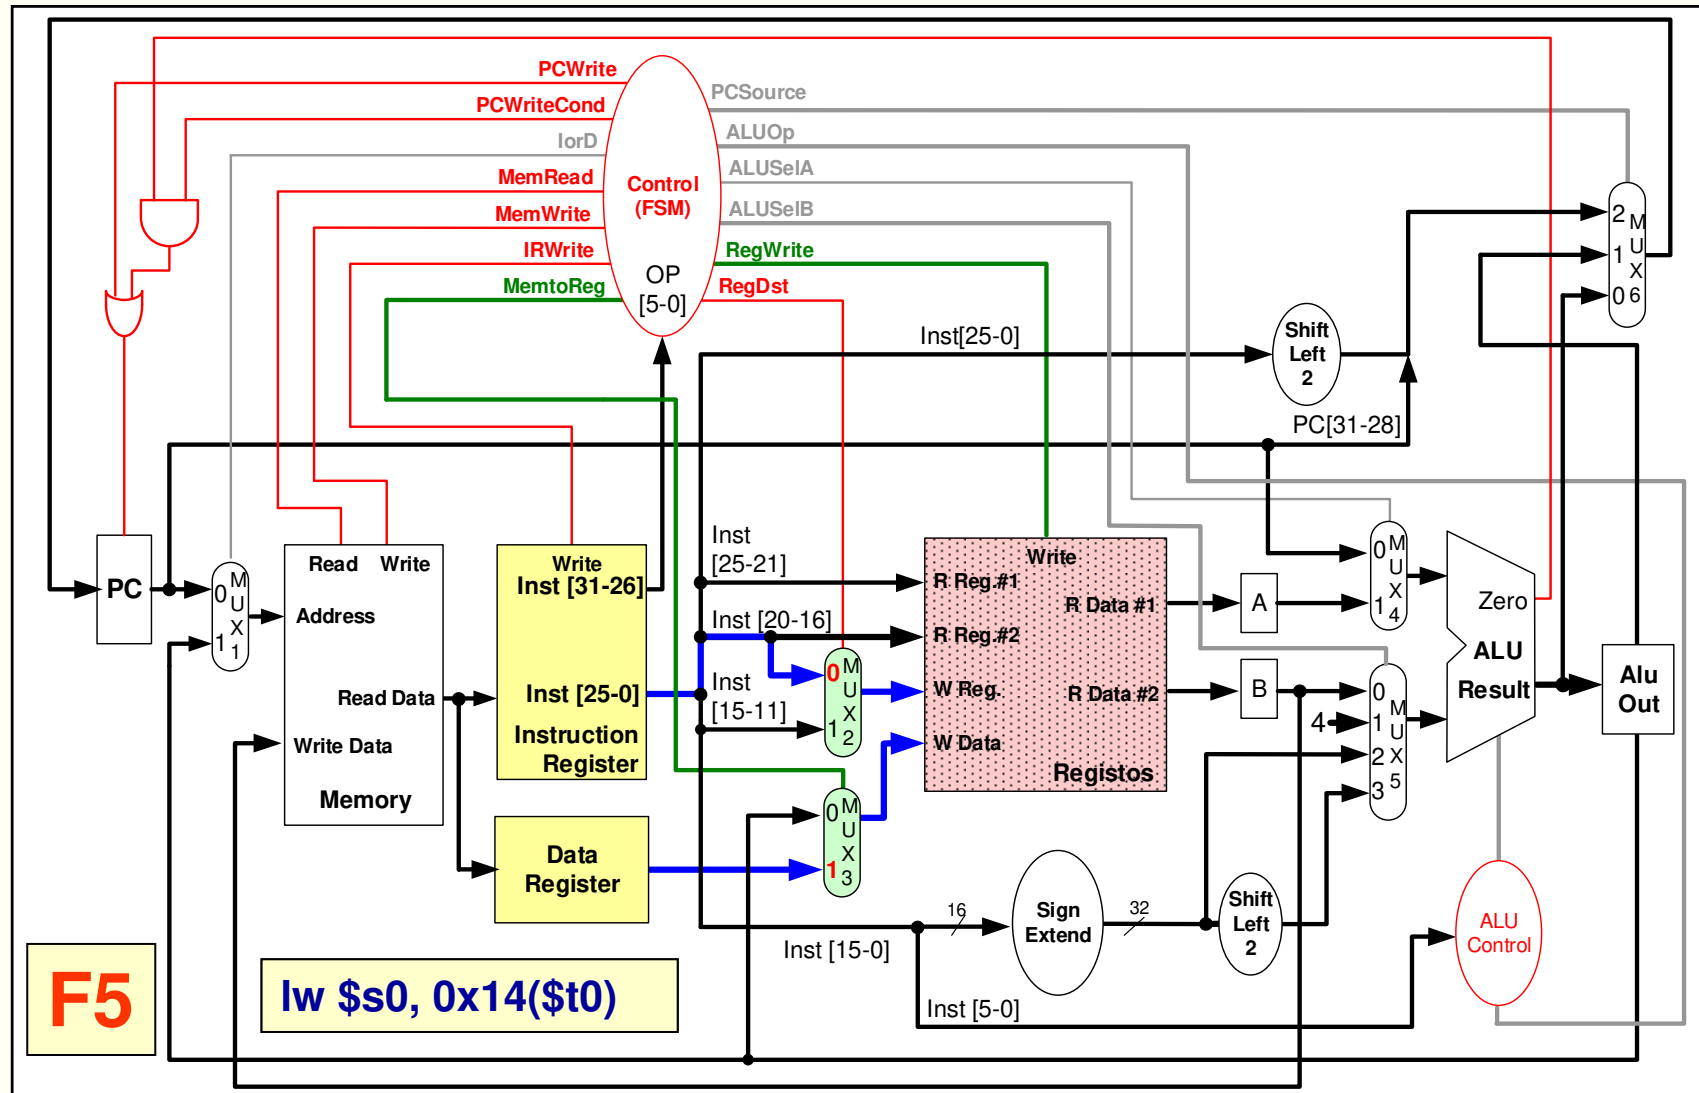 PCWrite
PCWriteCond
IorD
MemRead
MemWrite
IRWrite
MemtoReg
Control
(FSM)
OP
[5-0]
PCSource
ALUOp
ALUSelA
ALUSelB
RegWrite
RegDst
2
1
0
M
U
X
6
Inst[25-0]
Shift
Left
2
PC[31-28]
PC
0
1
M
U
X
1
Read Write
Address
Read Data
Write Data
Memory
Write
Inst [31-26]
Inst [25-0]
Instruction
Register
Data
Register
Inst
[25-21]
Inst [20-16]
Inst
[15-11]
0
1
M
U
X
2
0
1
M
U
X
3
Write
R Reg.#1
R Reg.#2
W Reg.
W Data
R Data #1
R Data #2
Registos
A
B
4
0
1
M
U
X
4
0
1
2
3
M
U
X
5
Zero
ALU
Result
Alu
Out
Inst [15-0]
16
Sign
Extend
32
Shift
Left
2
ALU
Control
Inst [5-0]
F5
lw $s0, 0x14($t0)